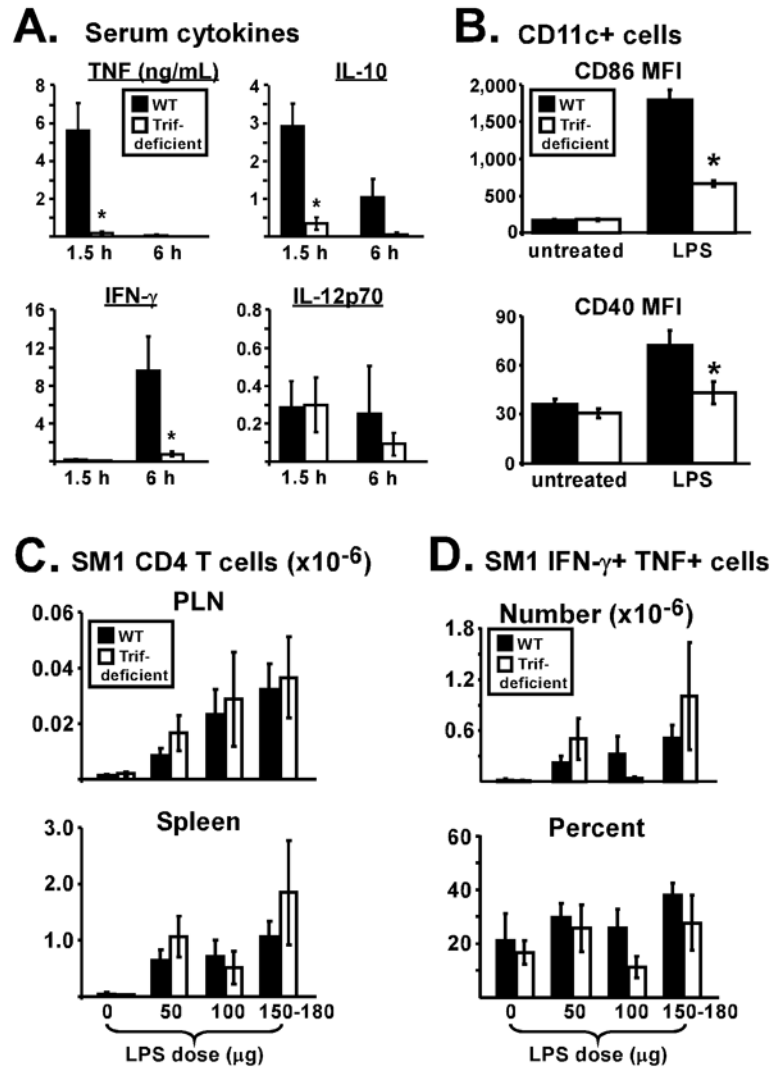 A. Serum cytokines
TNF (ng/mL)
8
6
4
2
WT
Trif-
deficient
*
1.5 h 6 h
IL-10
4
3
2
1
*
1.5 h 6 h
IFN-γ
16
12
8
4
*
1.5 h 6 h
IL-12p70
0.8
0.6
0.4
0.2
1.5 h 6 h
B. CD11c+ cells
CD86 MFI
2,000
1,500
1,000
500
0
WT
Trif-
deficient
*
untreated LPS
CD40 MFI
90
60
30
0
*
untreated LPS
C. SM1 CD4 T cells (x10-6)
PLN
0.06
0.04
0.02
WT
Trif-
deficient
Spleen
3.0
2.0
1.0
0 50 100 150-180
LPS dose (μg)
D. SM1 IFN-γ+ TNF+ cells
Number (x10-6)
1.8
1.2
0.6
WT
Trif-
deficient
Percent
60
40
20
0 50 100 150-180
LPS dose (μg)